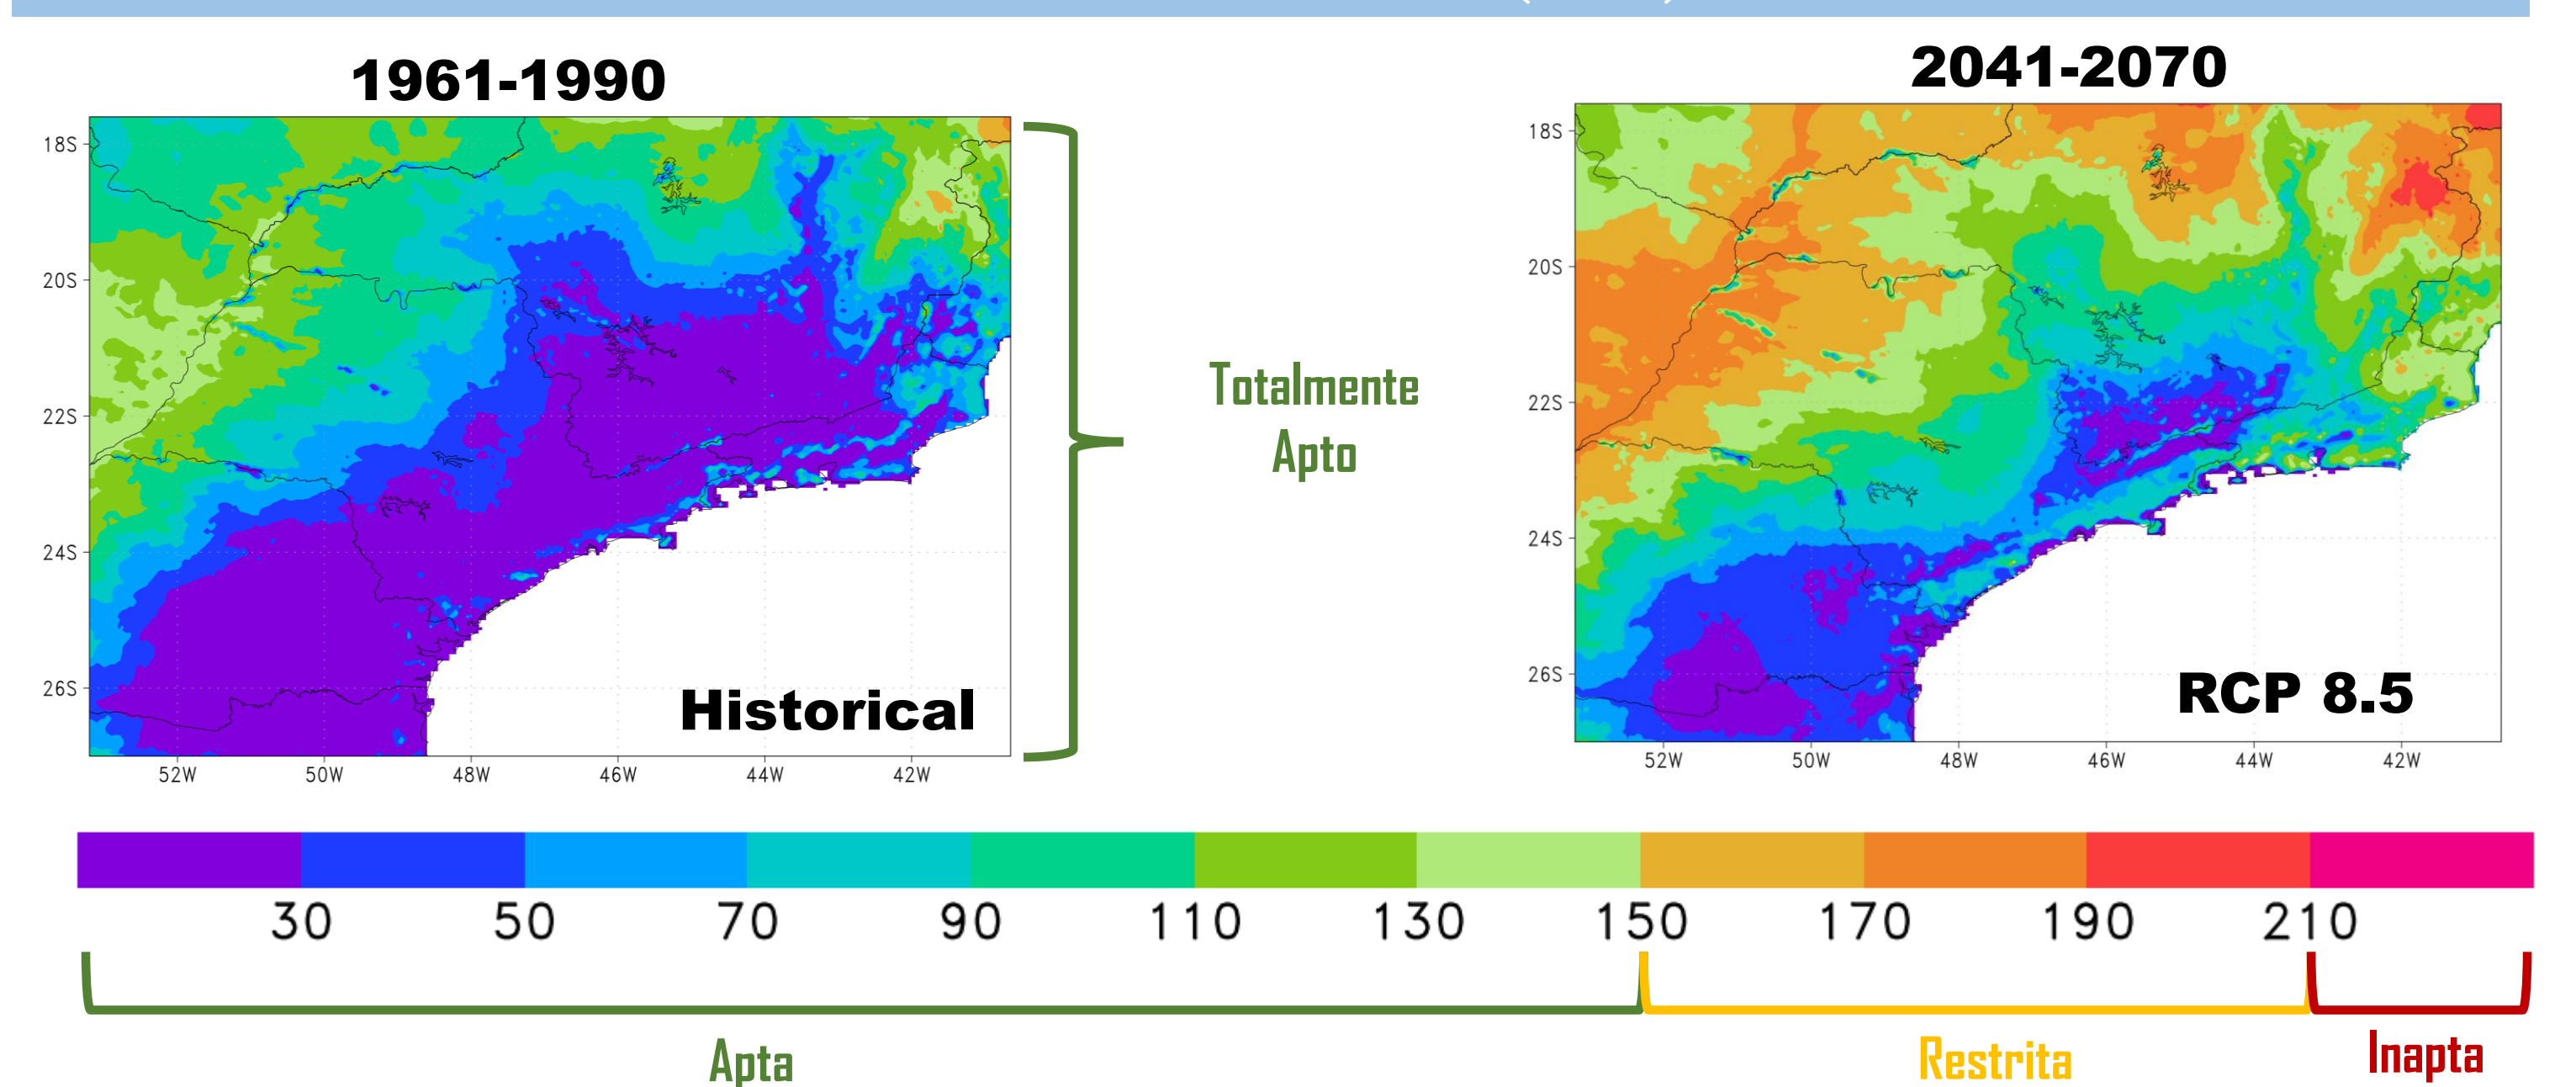 1961-1990
2041-2070
18S
20S
22S
24S
26S
52W 50W 48W 46W 44W 42W
Historical
Totalmente
Apto
18S
20S
22S
24S
26S
52W 50W 48W 46W 44W 42W
RCP 8.5
30 50 70 90 110 130 150 170 190 210
Apta
Restrita
Inapta